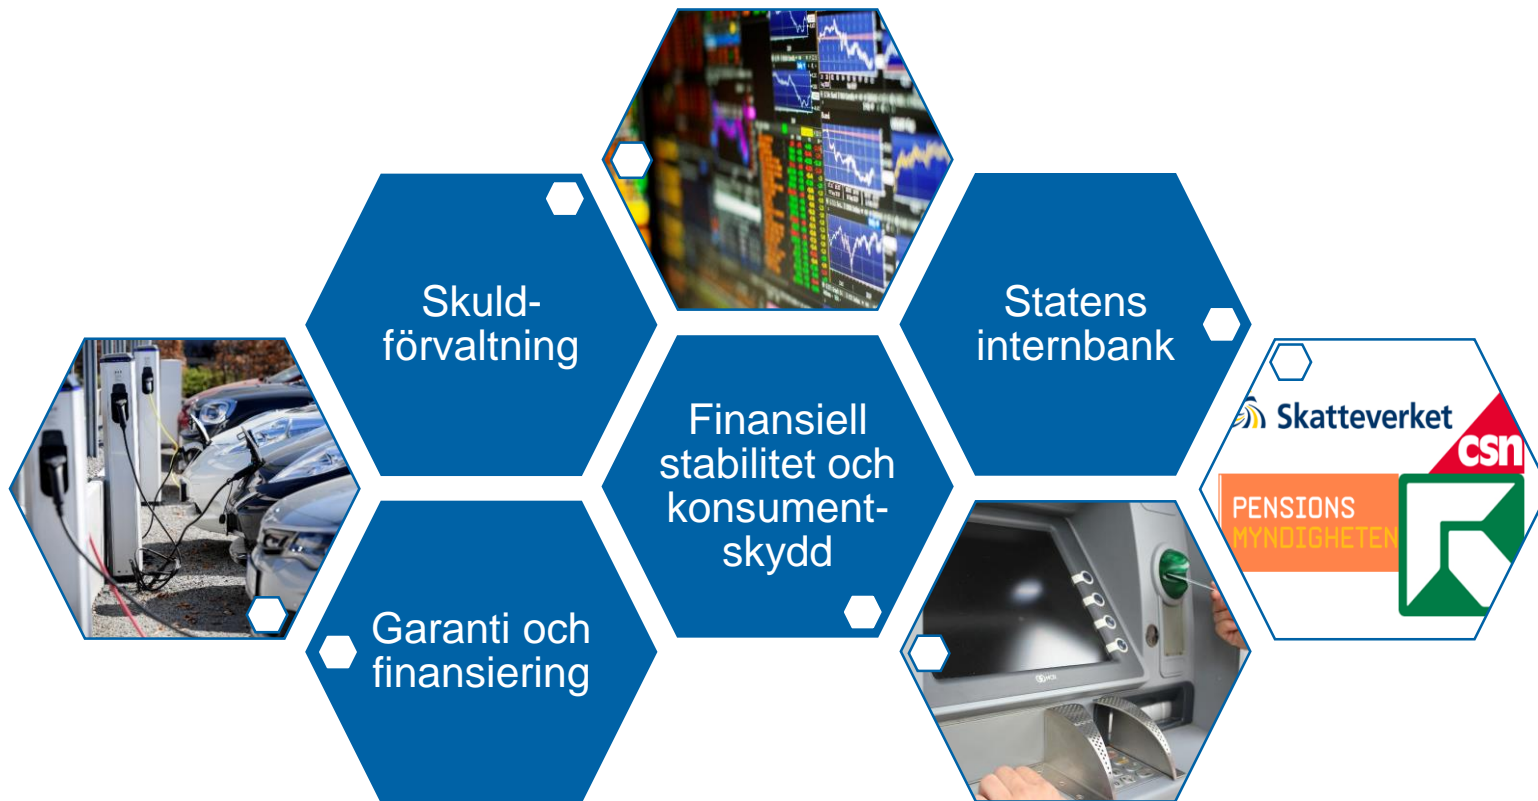 Skuld-
förvaltning
Statens
internbank
Finansiell
stabilitet och
konsument-
skydd
Garanti och
finansiering
Skatteverket
csn
PENSIONS
MYNDIGHETEN